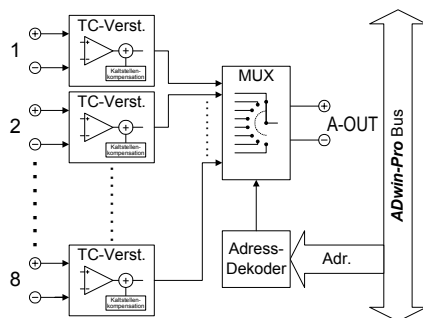 TC-Verst.
1
Kaltstellen-
kompensation
TC-Verst.
2
Kaltstellen-
kompensation
MUX
A-OUT
ADwin-Pro Bus
TC-Verst.
8
Kaltstellen-
kompensation
Adress-
Dekoder
Adr.